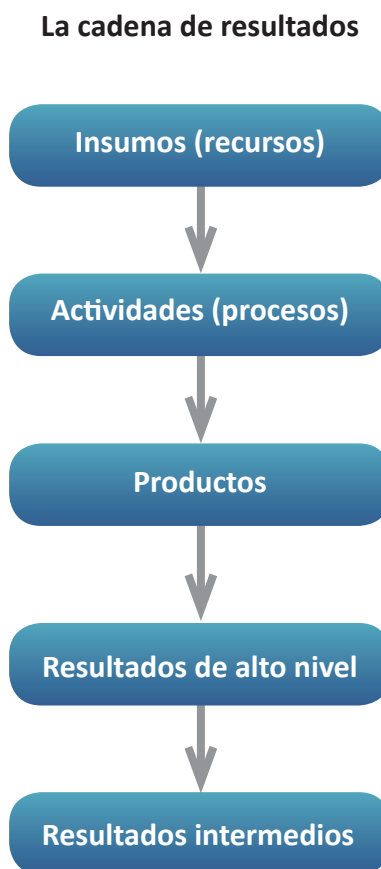 La cadena de resultados
Insumos (recursos)
Actividades (procesos)
Productos
Resultados de alto nivel
Resultados intermedios